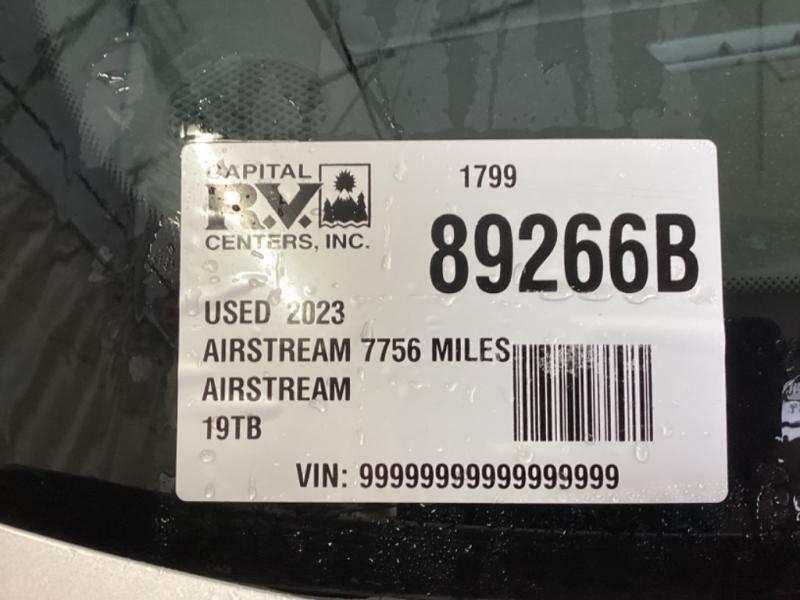 CAPITAL
R.V.
CENTERS, INC.
1799
89266B
USED 2023
AIRSTREAM 7756 MILES
AIRSTREAM
19TB
VIN: 99999999999999999